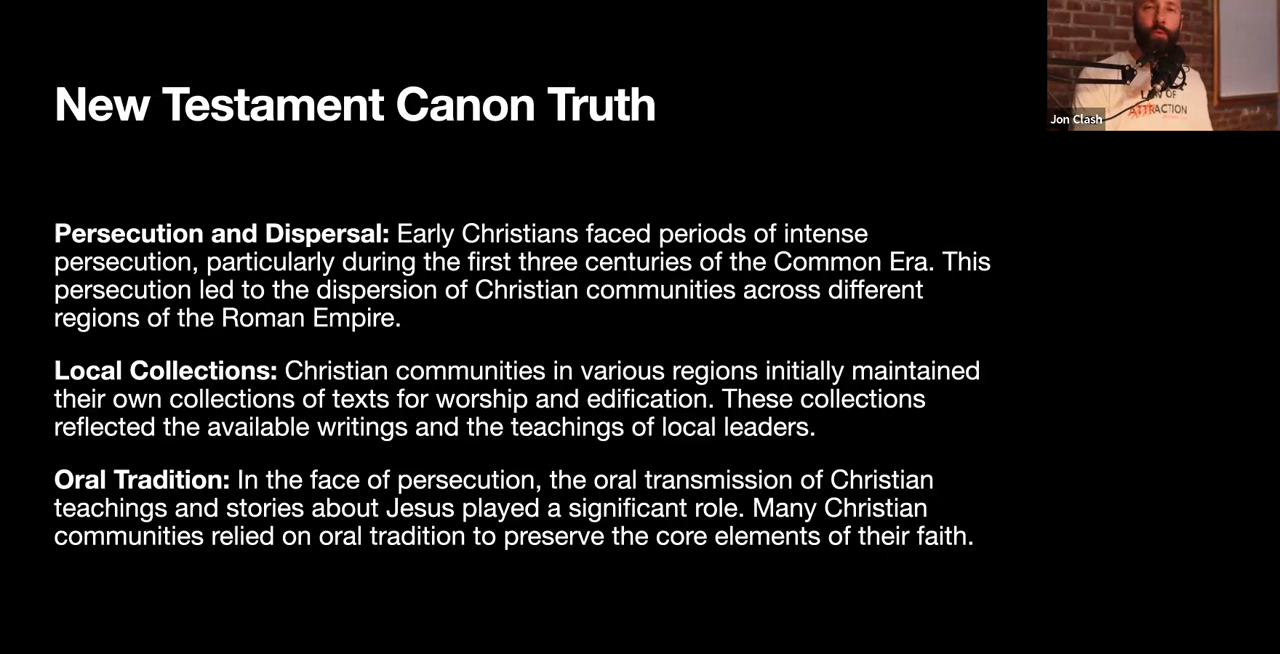 New Testament Canon Truth
Persecution and Dispersal: Early Christians faced periods of intense
persecution, particularly during the first three centuries of the Common Era. This
persecution led to the dispersion of Christian communities across different
regions of the Roman Empire.
Local Collections: Christian communities in various regions initially maintained
their own collections of texts for worship and edification. These collections
reflected the available writings and the teachings of local leaders.
Oral Tradition: In the face of persecution, the oral transmission of Christian
teachings and stories about Jesus played a significant role. Many Christian
communities relied on oral tradition to preserve the core elements of their faith.
LAW OF
ATTRACTION
Jon Clash